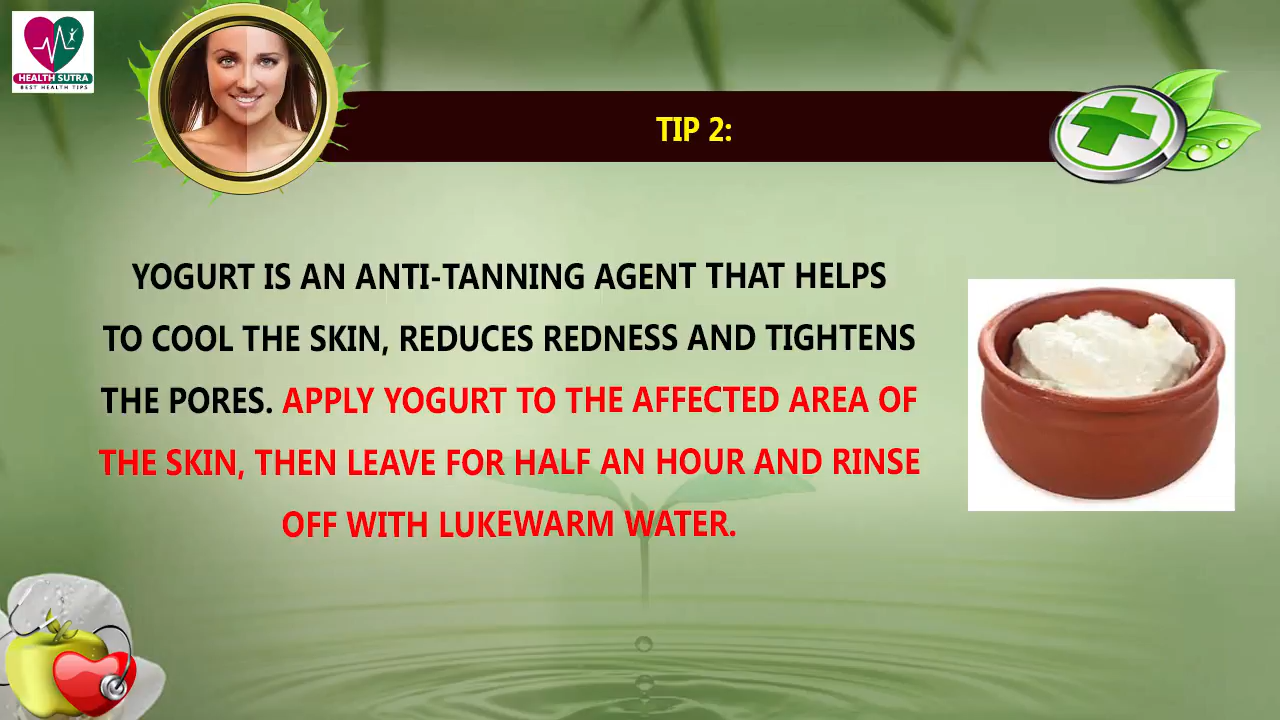 HEALTH SUTRA
BEST HEALTH TIPS
TIP 2:
YOGURT IS AN ANTI-TANNING AGENT THAT HELPS
TO COOL THE SKIN, REDUCES REDNESS AND TIGHTENS
THE PORES. APPLY YOGURT TO THE AFFECTED AREA OF
THE SKIN, THEN LEAVE FOR HALF AN HOUR AND RINSE
OFF WITH LUKEWARM WATER.